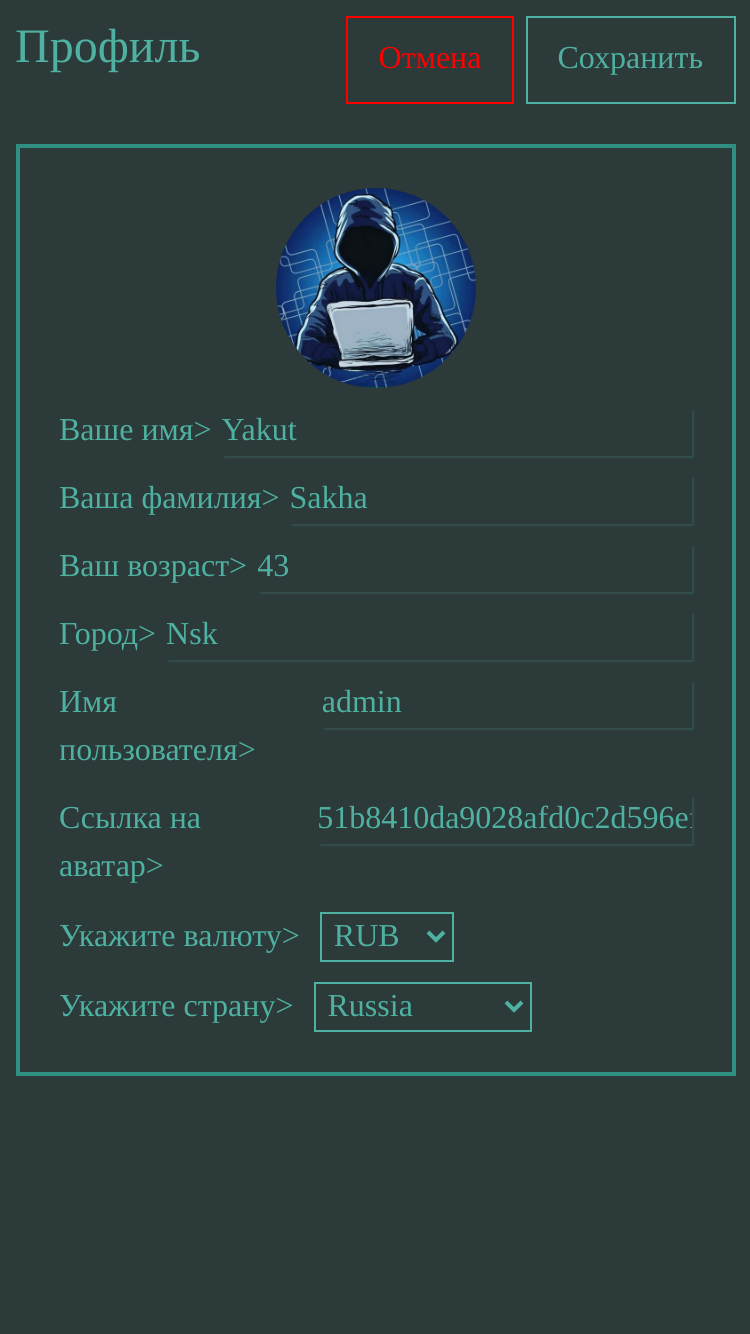 Профиль
Отмена
Сохранить
Ваше имя> Yakut
Ваша фамилия> Sakha
Ваш возраст> 43
Город> Nsk
Имя
пользователя>
admin
Ссылка на
аватар>
51b8410da9028afd0c2d596e
Укажите валюту> RUB
Укажите страну> Russia